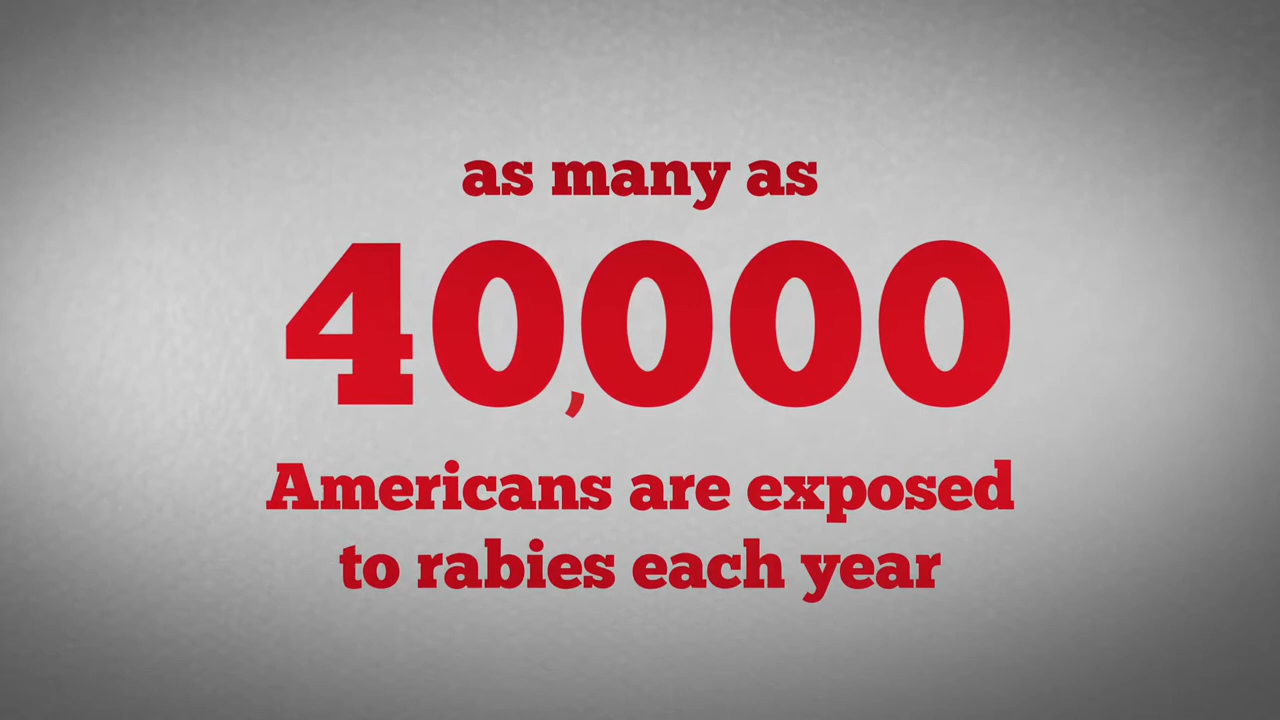 as many as
40,000
Americans are exposed
to rabies each year